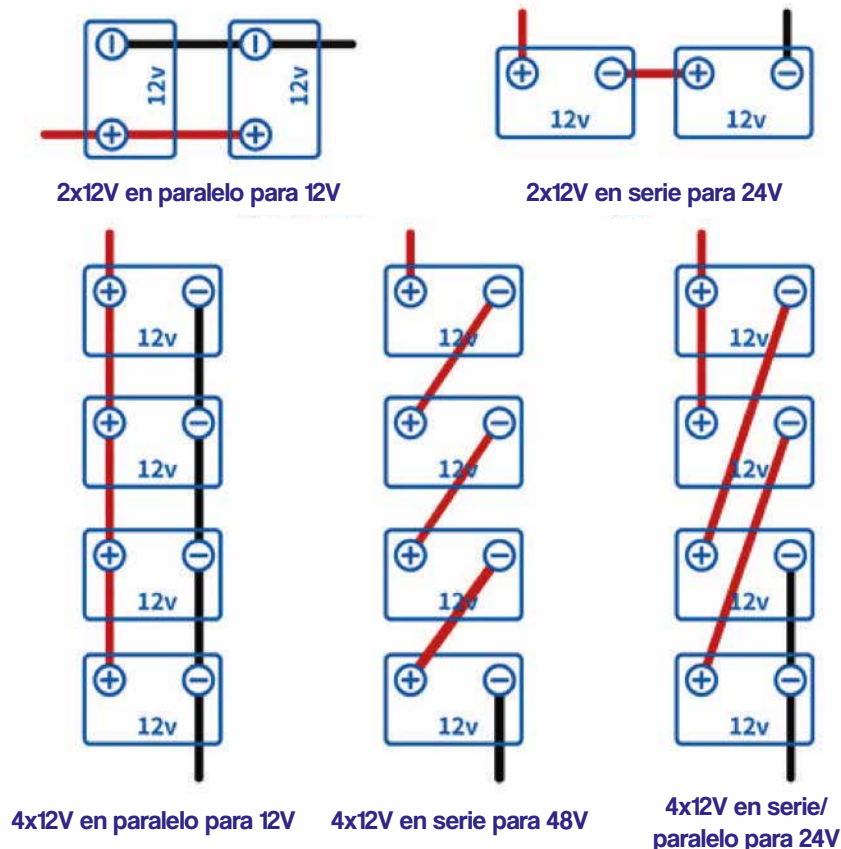 12v
12v
2x12V en paralelo para 12V
12v
12v
2x12V en serie para 24V
12v
12v
12v
12v
4x12V en paralelo para 12V
12v
12v
12v
12v
4x12V en serie para 48V
12v
12v
12v
12v
4x12V en serie/
paralelo para 24V